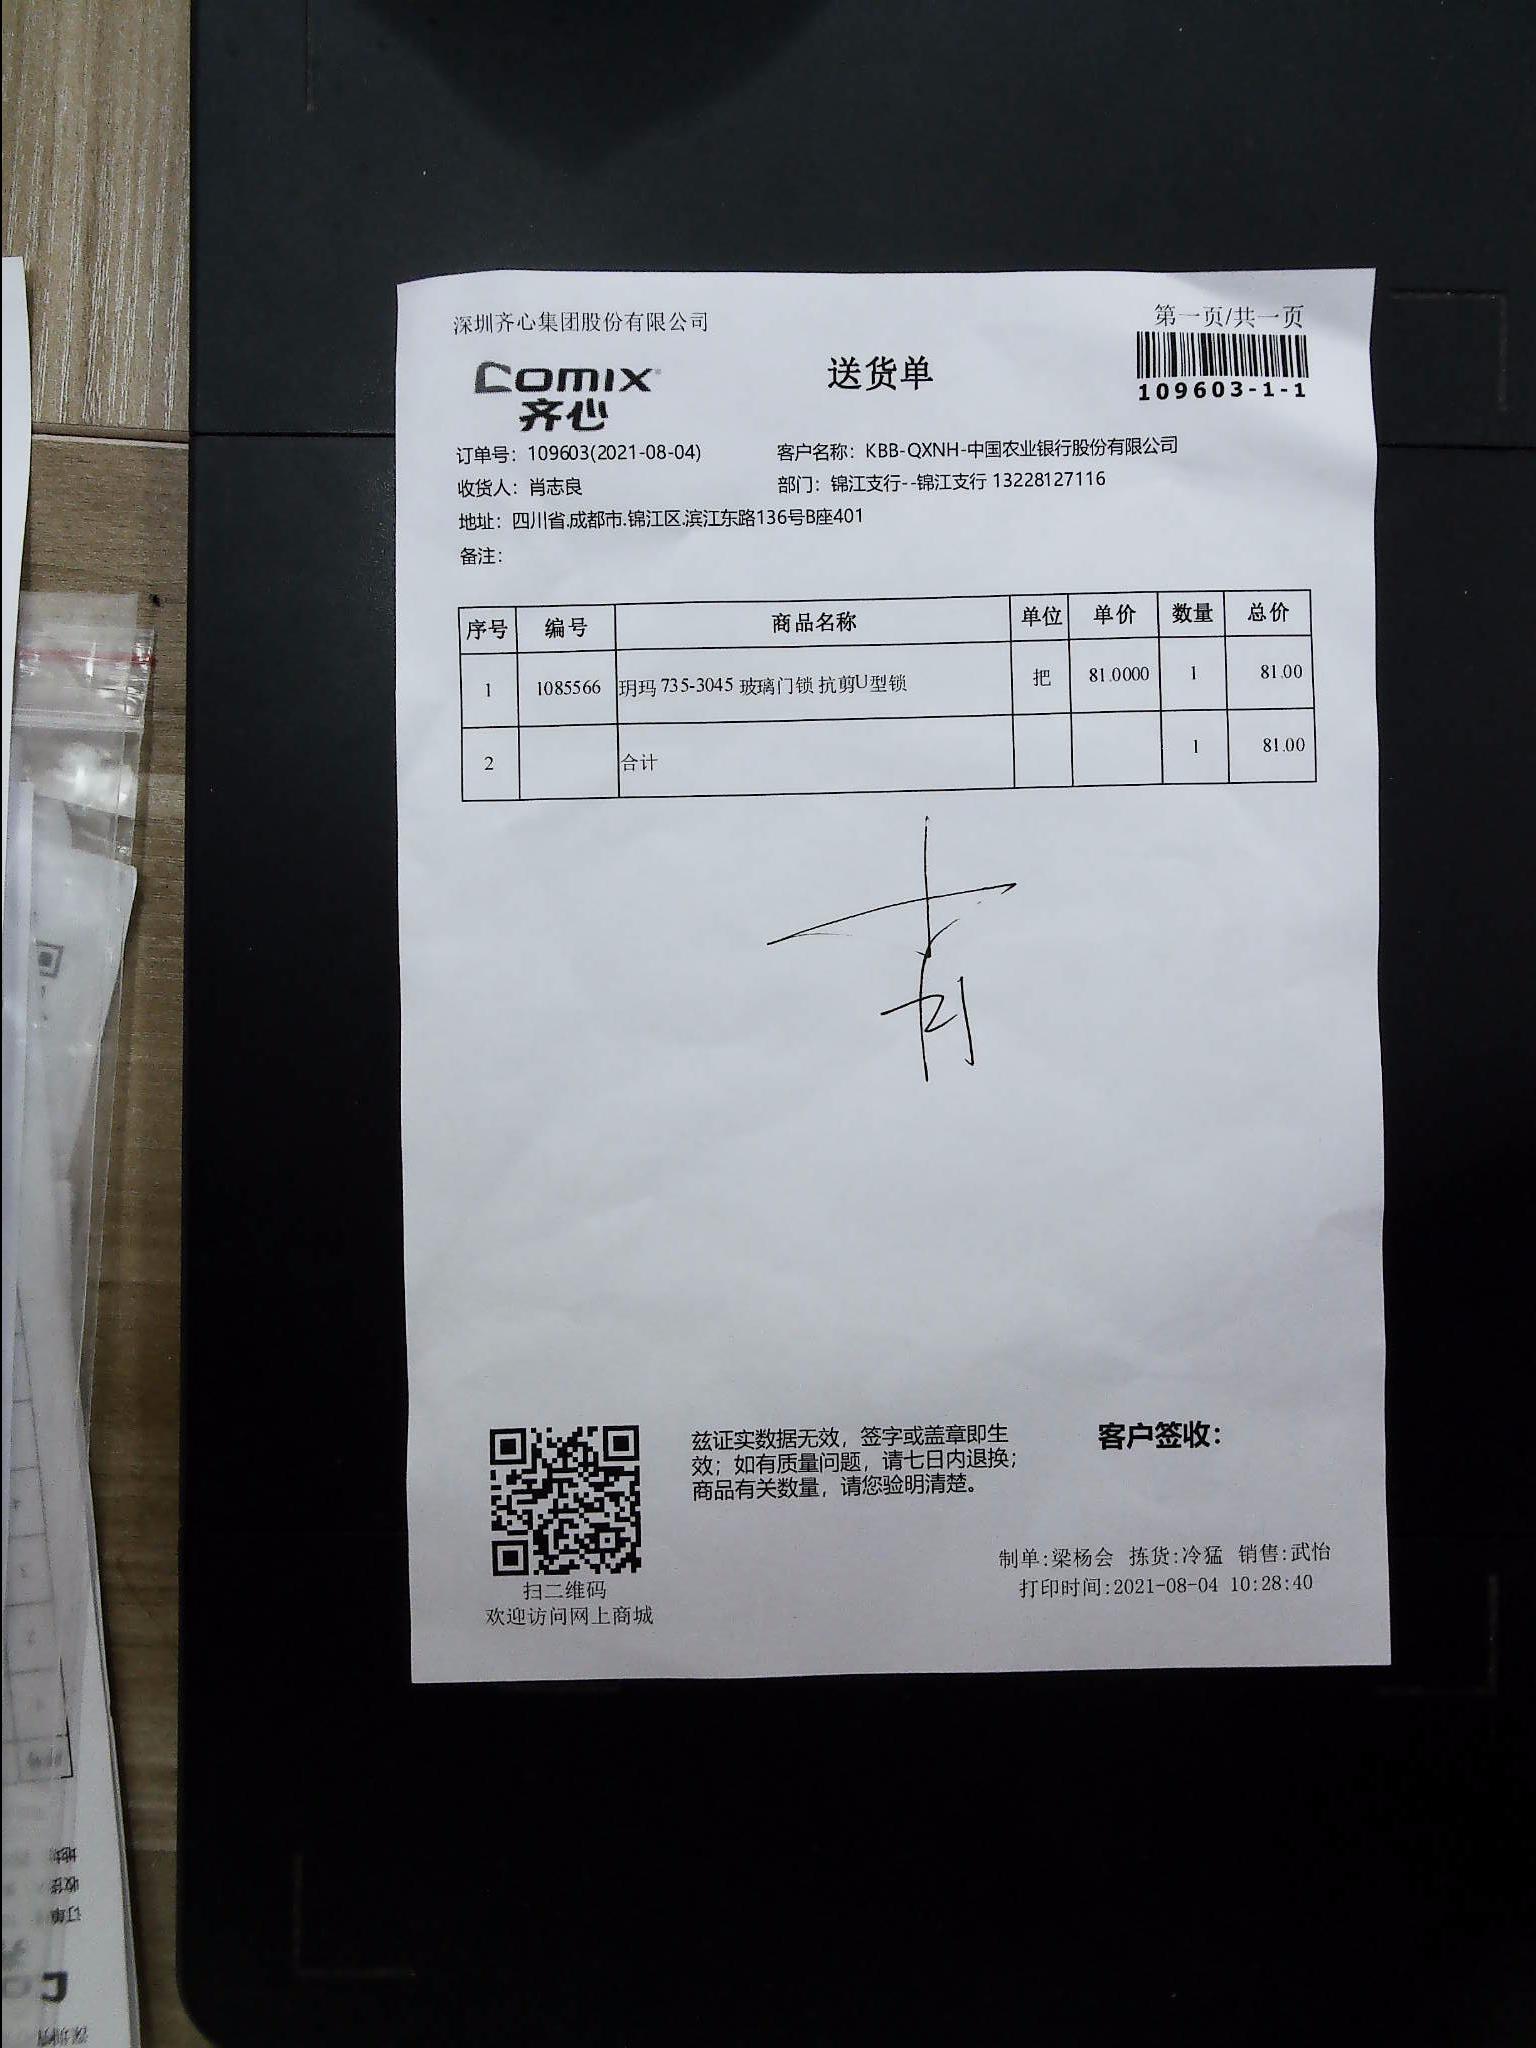 深圳齐心集团股份有限公司
第一页/共一页
COMIX
齐心
送货单
109603-1-1
订单号：109603(2021-08-04)
客户名称：KBB-QXNH-中国农业银行股份有限公司
收货人：肖志良
部门：锦江支行--锦江支行 13228127116
地址：四川省.成都市.锦江区.滨江东路136号B座401
备注：
序号 编号 商品名称 单位 单价 数量 总价
1 1085566 玥玛 735-3045 玻璃门锁 抗剪U型锁 把 81.0000 1 81.00
2 合计 1 81.00
兹证实数据无效，签字或盖章即生
效；如有质量问题，请七日内退换；
商品有关数量，请您验明清楚。
客户签收：
扫二维码
欢迎访问网上商城
制单:梁杨会 拣货:冷猛 销售:武怡
打印时间:2021-08-04 10:28:40